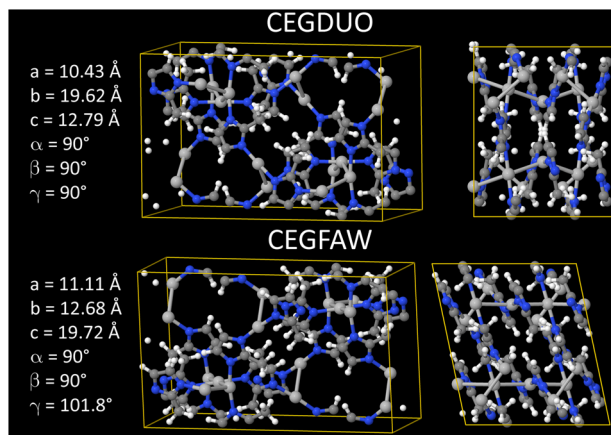 CEGDUO
a = 10.43 Å
b = 19.62 Å
c = 12.79 Å
α = 90°
β = 90°
γ = 90°
CEGFAW
a = 11.11 Å
b = 12.68 Å
c = 19.72 Å
α = 90°
β = 90°
γ = 101.8°